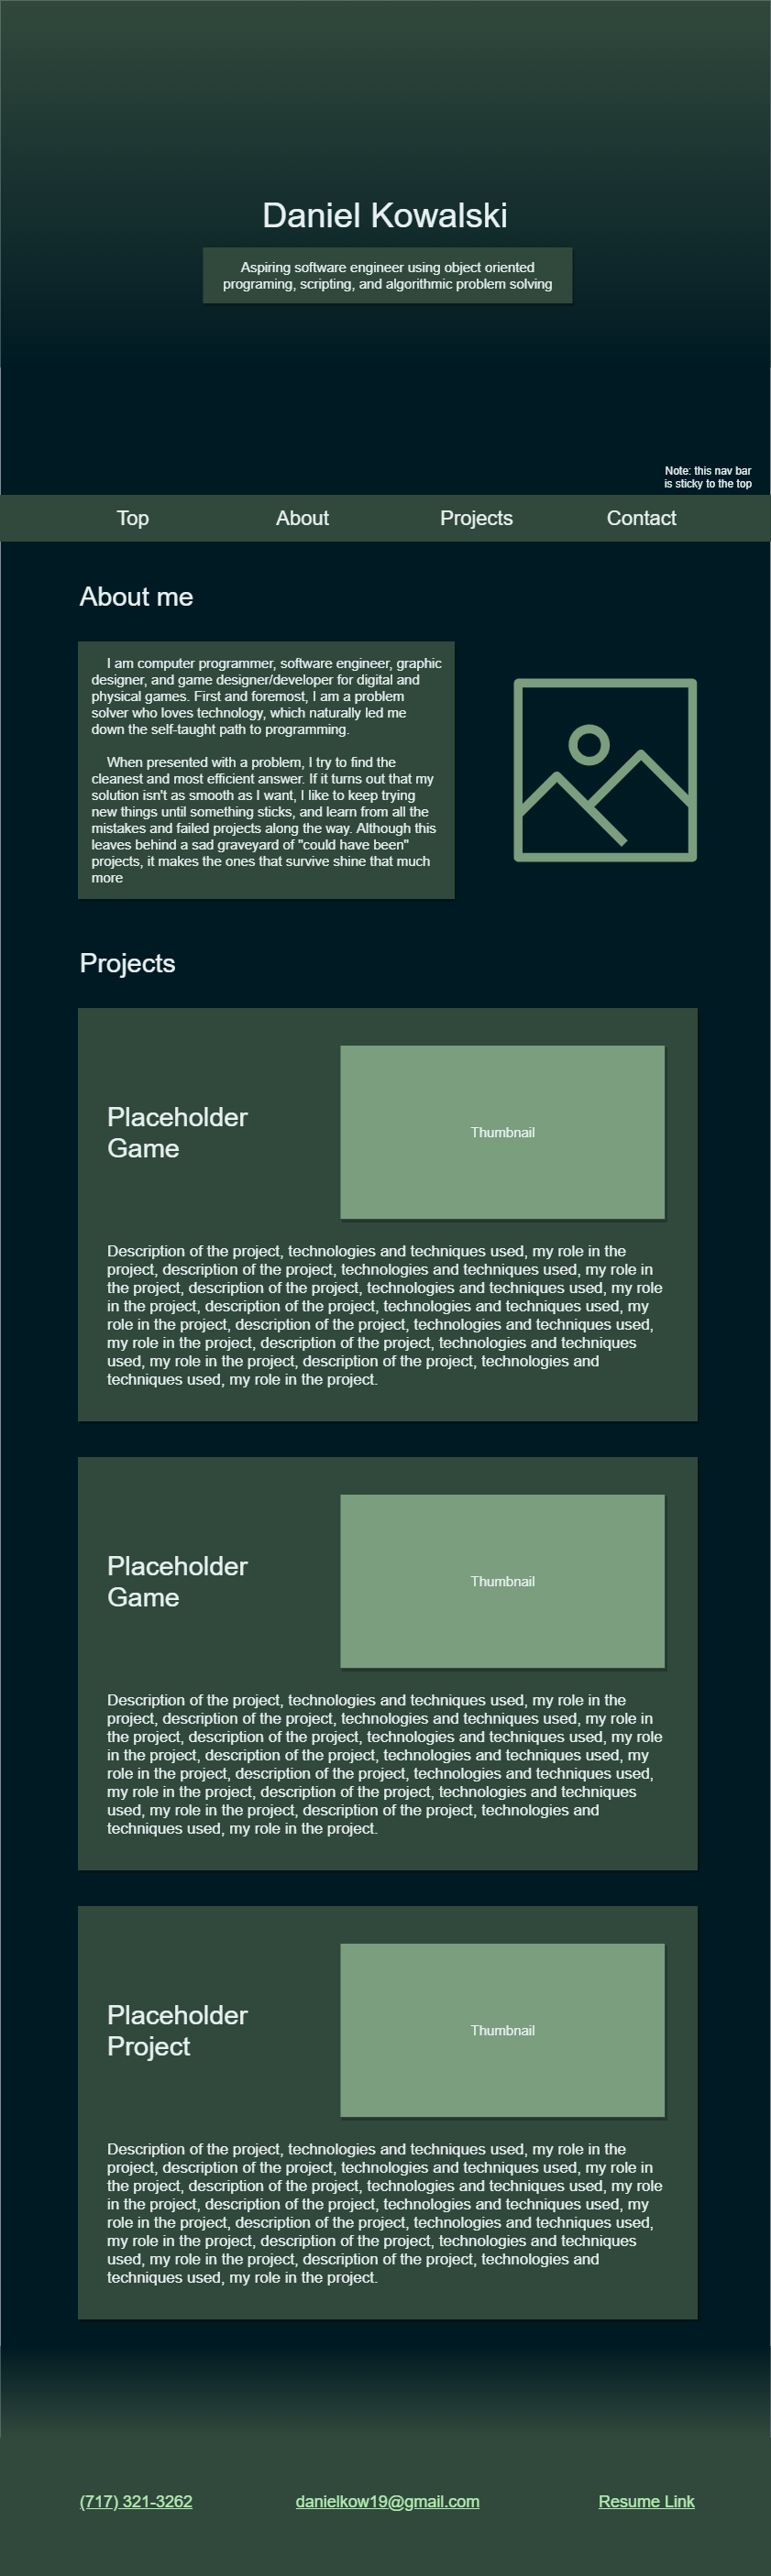 Daniel Kowalski
Aspiring software engineer using object oriented
programing, scripting, and algorithmic problem solving
Note: this nav bar
is sticky to the top
Top About Projects Contact
About me
I am computer programmer, software engineer, graphic
designer, and game designer/developer for digital and
physical games. First and foremost, I am a problem
solver who loves technology, which naturally led me
down the self-taught path to programming.
When presented with a problem, I try to find the
cleanest and most efficient answer. If it turns out that my
solution isn't as smooth as I want, I like to keep trying
new things until something sticks, and learn from all the
mistakes and failed projects along the way. Although this
leaves behind a sad graveyard of "could have been"
projects, it makes the ones that survive shine that much
more
Projects
Placeholder
Game
Thumbnail
Description of the project, technologies and techniques used, my role in the
project, description of the project, technologies and techniques used, my role in
the project, description of the project, technologies and techniques used, my role
in the project, description of the project, technologies and techniques used, my
role in the project, description of the project, technologies and techniques used,
my role in the project, description of the project, technologies and techniques
used, my role in the project, description of the project, technologies and
techniques used, my role in the project.
Placeholder
Game
Thumbnail
Description of the project, technologies and techniques used, my role in the
project, description of the project, technologies and techniques used, my role in
the project, description of the project, technologies and techniques used, my role
in the project, description of the project, technologies and techniques used, my
role in the project, description of the project, technologies and techniques used,
my role in the project, description of the project, technologies and techniques
used, my role in the project, description of the project, technologies and
techniques used, my role in the project.
Placeholder
Project
Thumbnail
Description of the project, technologies and techniques used, my role in the
project, description of the project, technologies and techniques used, my role in
the project, description of the project, technologies and techniques used, my role
in the project, description of the project, technologies and techniques used, my
role in the project, description of the project, technologies and techniques used,
my role in the project, description of the project, technologies and techniques
used, my role in the project, description of the project, technologies and
techniques used, my role in the project.
(717) 321-3262 danielkow19@gmail.com Resume Link